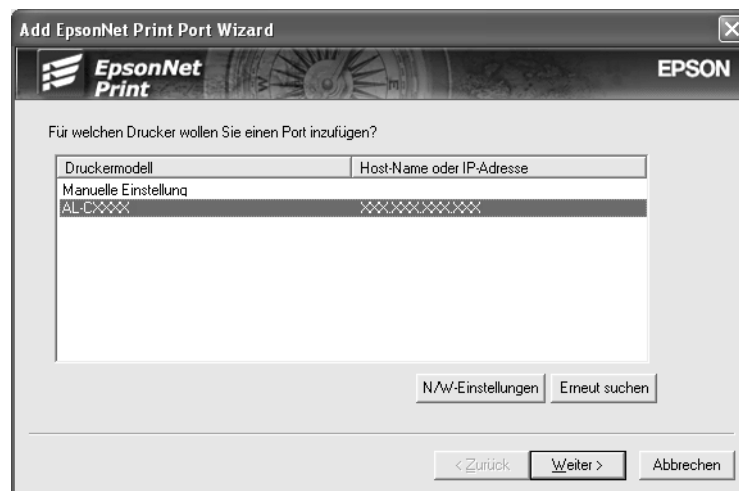 Add EpsonNet Print Port Wizard
EpsonNet
Print
EPSON
Für welchen Drucker wollen Sie einen Port inzufügen?
Druckermodell Host-Name oder IP-Adresse
Manuelle Einstellung
AL-CXXXX XXX.XXX.XXX.XXX
N/W-Einstellungen Erneut suchen
< Zurück Weiter > Abbrechen